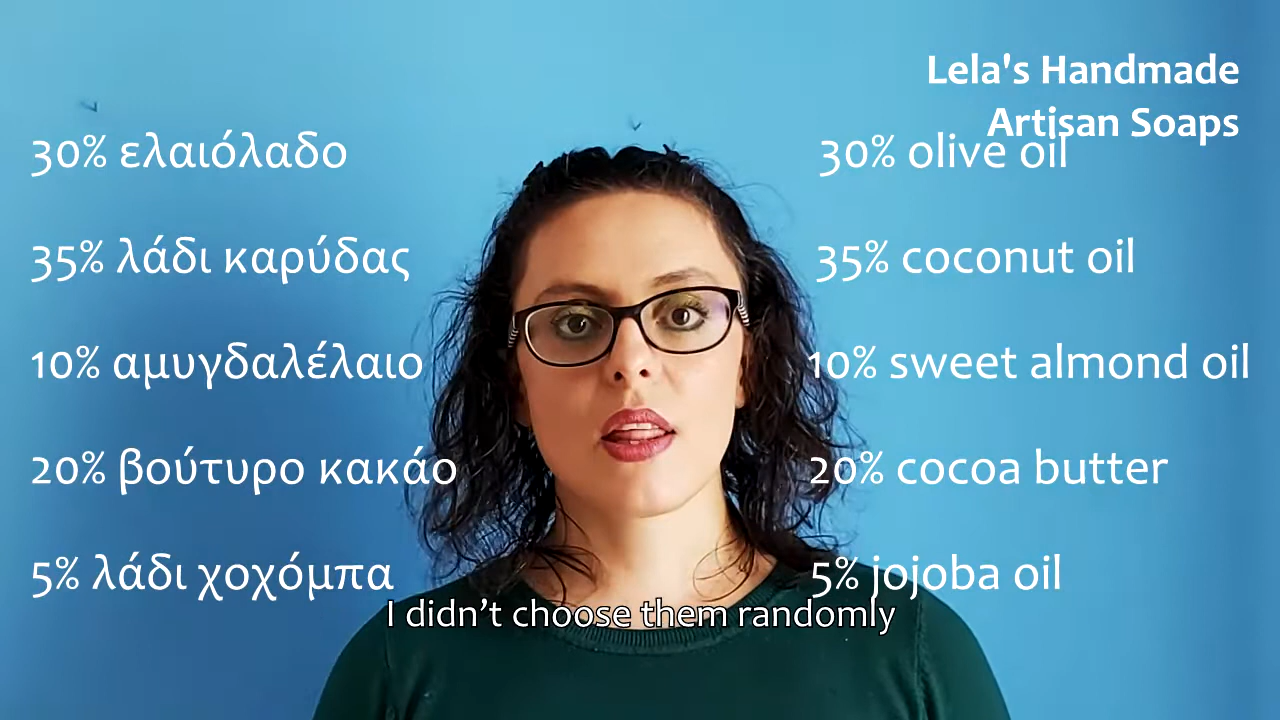 Lela's Handmade
Artisan Soaps
30% ελαιόλαδο
35% λάδι καρύδας
10% αμυγδαλέλαιο
20% βούτυρο κακάο
5% λάδι χοχόμπα
30% olive oil
35% coconut oil
10% sweet almond oil
20% cocoa butter
5% jojoba oil
I didn’t choose them randomly